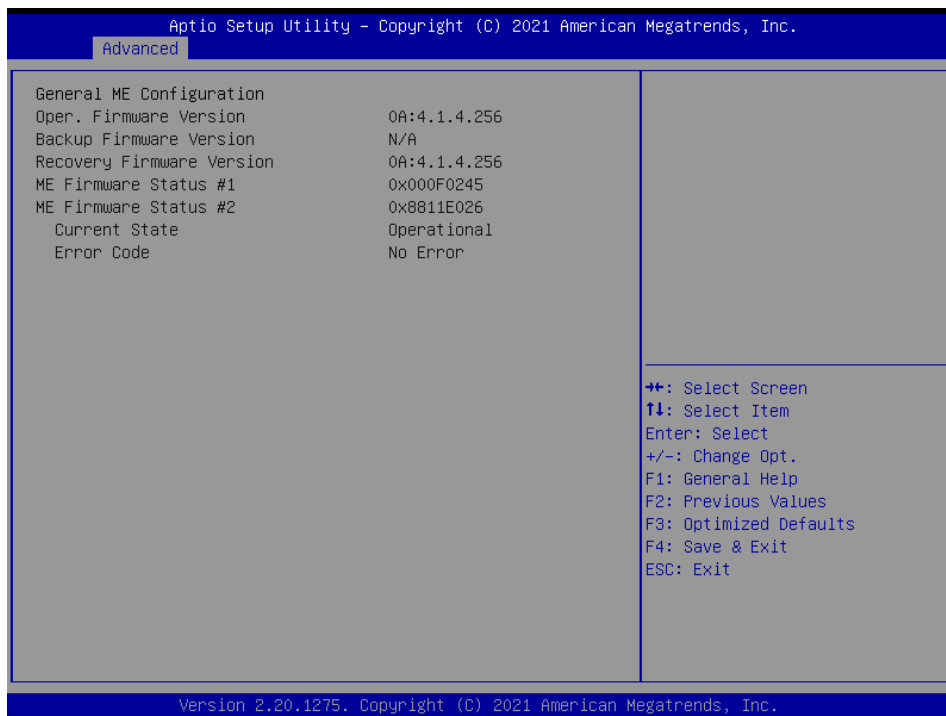 Aptio Setup Utility – Copyright (C) 2021 American Megatrends, Inc.
Advanced
General ME Configuration
Oper. Firmware Version 0A:4.1.4.256
Backup Firmware Version N/A
Recovery Firmware Version 0A:4.1.4.256
ME Firmware Status #1 0x000F0245
ME Firmware Status #2 0x8811E026
Current State Operational
Error Code No Error
→←: Select Screen
↑↓: Select Item
Enter: Select
+/-: Change Opt.
F1: General Help
F2: Previous Values
F3: Optimized Defaults
F4: Save & Exit
ESC: Exit
Version 2.20.1275. Copyright (C) 2021 American Megatrends, Inc.